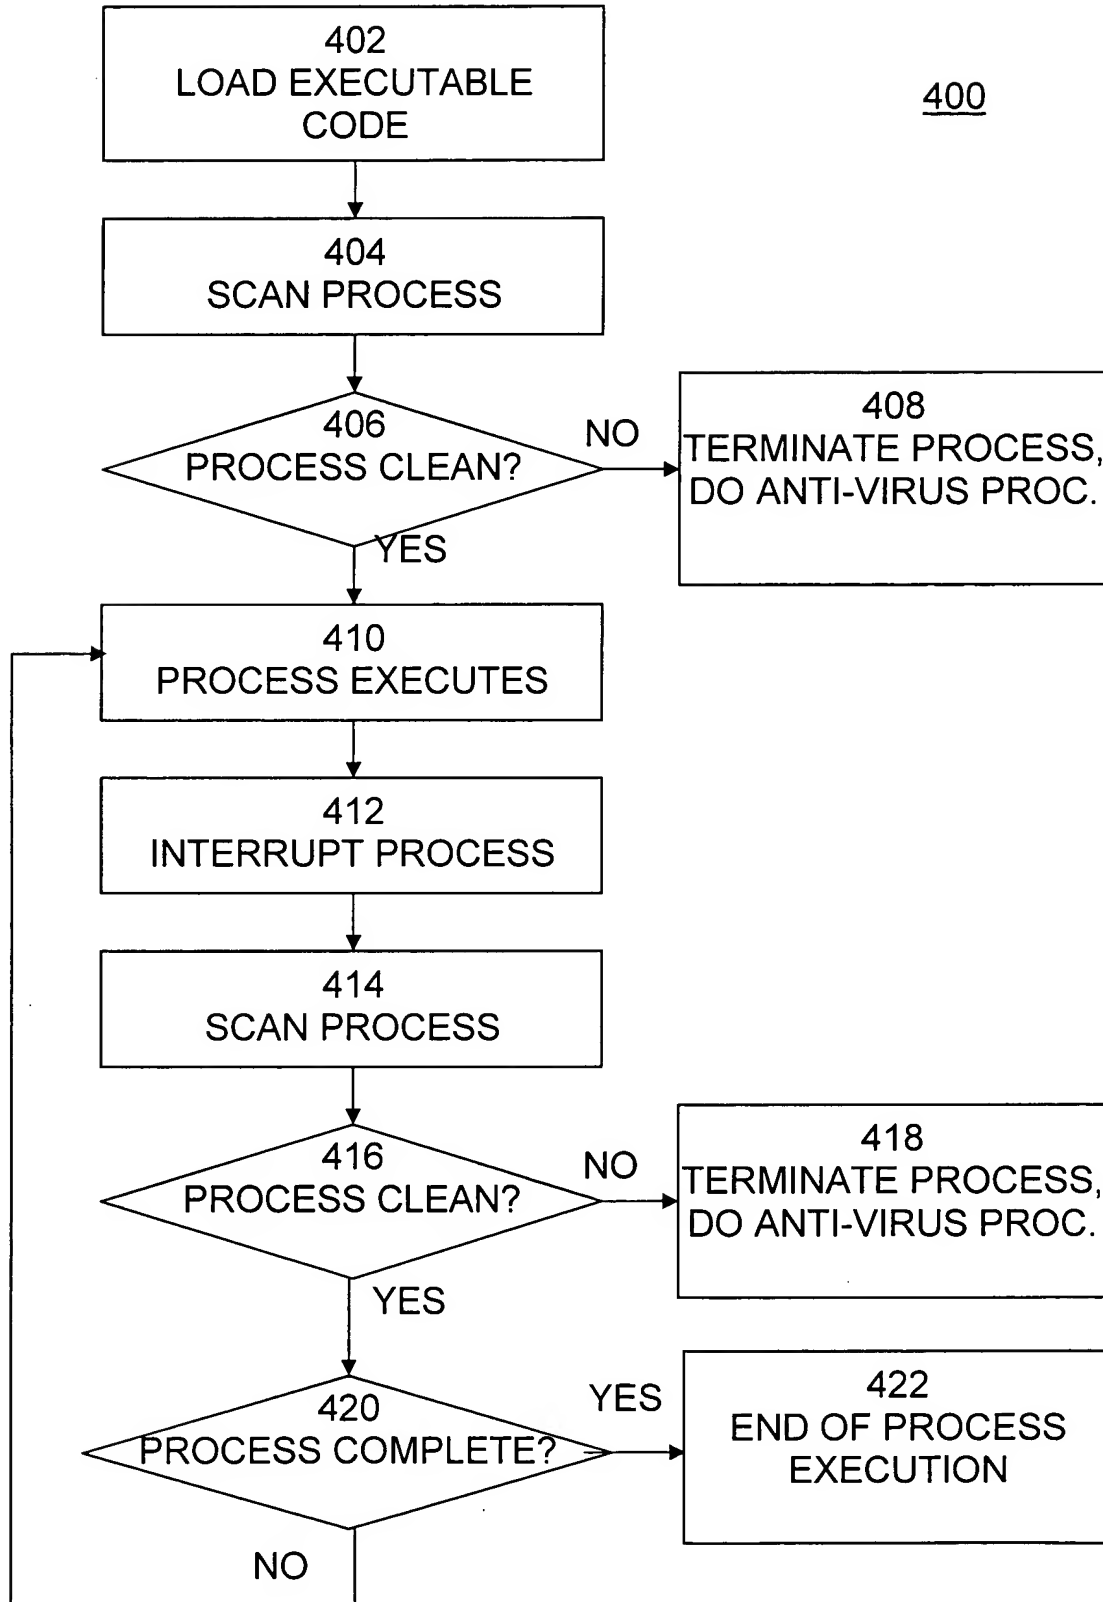 402
LOAD EXECUTABLE
CODE
400
404
SCAN PROCESS
406
PROCESS CLEAN?
NO
408
TERMINATE PROCESS,
DO ANTI-VIRUS PROC.
YES
410
PROCESS EXECUTES
412
INTERRUPT PROCESS
414
SCAN PROCESS
416
PROCESS CLEAN?
NO
418
TERMINATE PROCESS,
DO ANTI-VIRUS PROC.
YES
420
PROCESS COMPLETE?
YES
422
END OF PROCESS
EXECUTION
NO